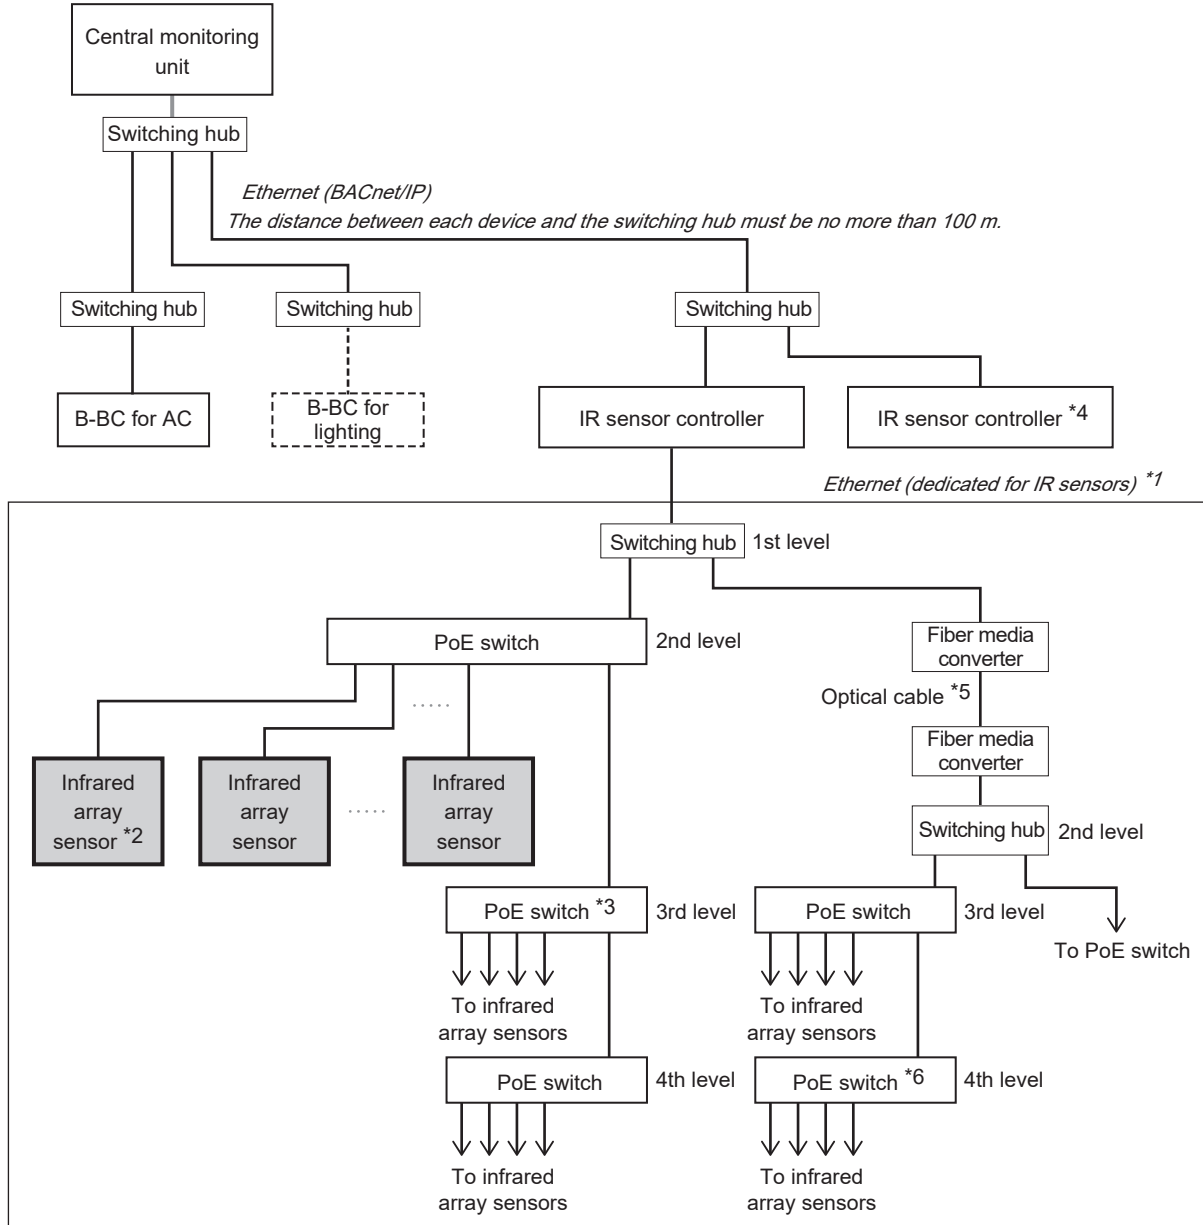 Central monitoring
unit
Switching hub
Ethernet (BACnet/IP)
The distance between each device and the switching hub must be no more than 100 m.
Switching hub
Switching hub
Switching hub
B-BC for AC
B-BC for
lighting
IR sensor controller
IR sensor controller *4
Ethernet (dedicated for IR sensors) *1
Switching hub
1st level
PoE switch
2nd level
Fiber media
converter
Optical cable *5
Fiber media
converter
Infrared
array
sensor *2
Infrared
array
sensor
Infrared
array
sensor
Switching hub
2nd level
PoE switch *3
3rd level
PoE switch
3rd level
To PoE switch
To infrared
array sensors
To infrared
array sensors
PoE switch
4th level
PoE switch *6
4th level
To infrared
array sensors
To infrared
array sensors